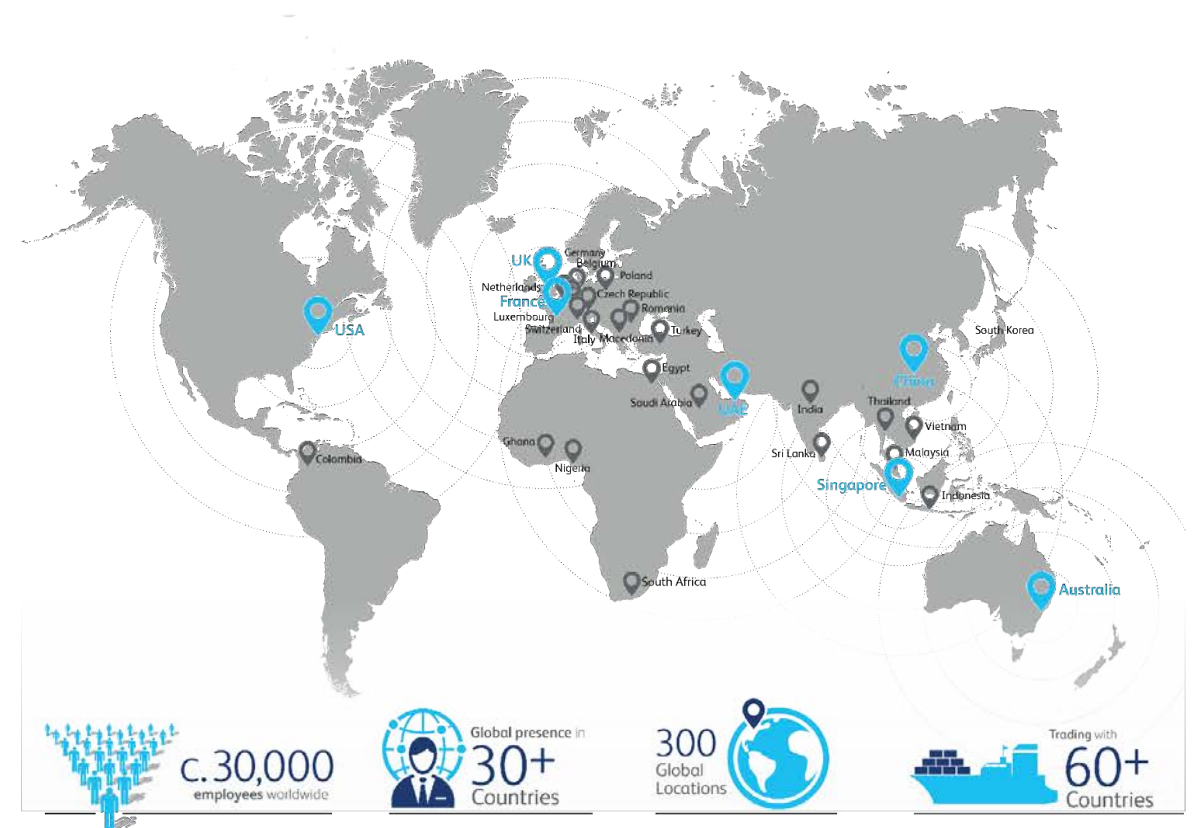 Germany
UK
Belgium
Poland
Netherlands
Czech Republic
France
Romania
Luxembourg
Switzerland
Turkey
USA
South Korea
Italy
Macedonia
Egypt
China
Saudi Arabia
UAE
India
Thailand
Vietnam
Ghana
Sri Lanka
Malaysia
Colombia
Nigeria
Singapore
Indonesia
South Africa
Australia
c.30,000
employees worldwide
Global presence in
30+
Countries
300
Global
Locations
Trading with
60+
Countries